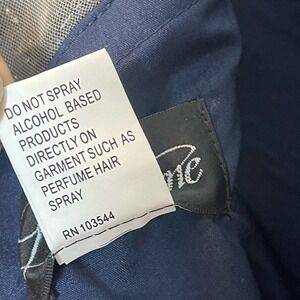 DO NOT SPRAY
ALCOHOL BASED
PRODUCTS
DIRECTLY ON
GARMENT SUCH AS
PERFUME HAIR
SPRAY
RN 103544